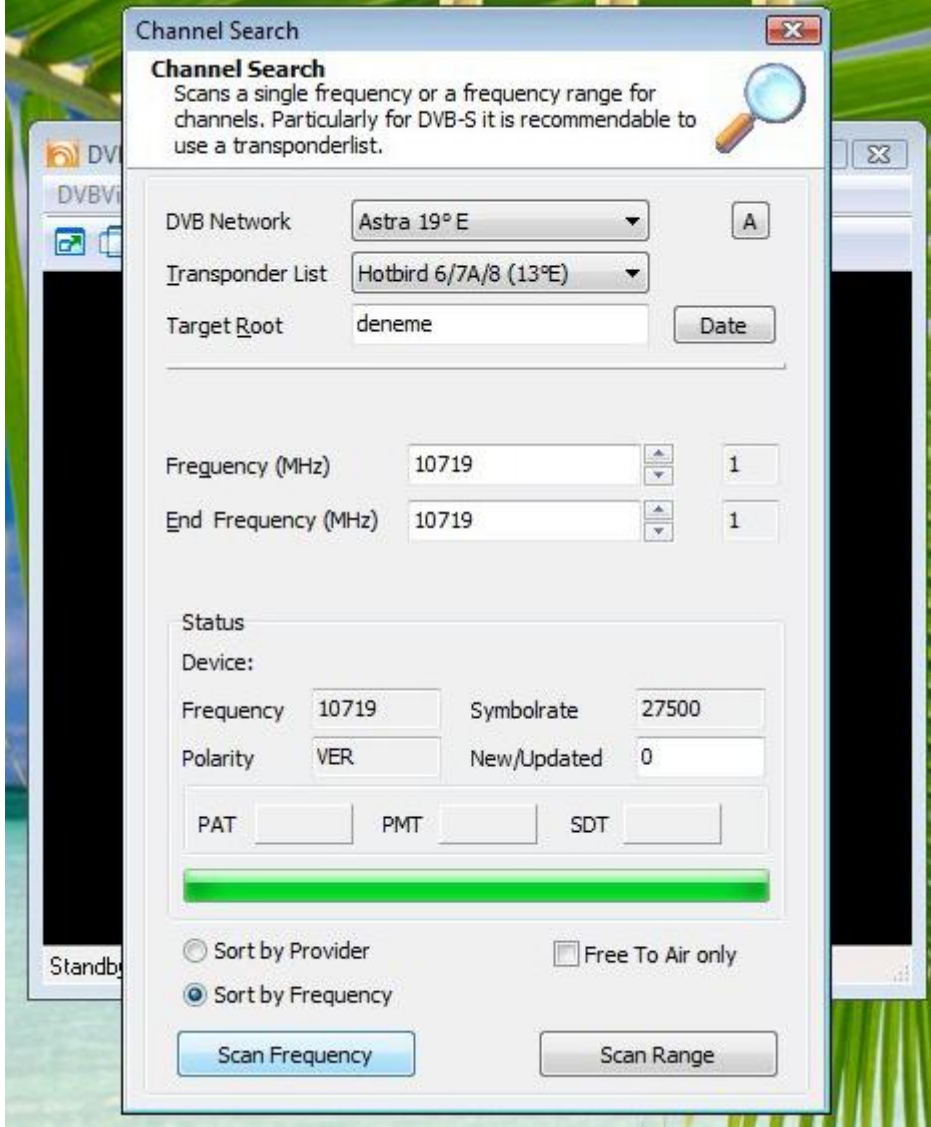 Channel Search
Channel Search
Scans a single frequency or a frequency range for
channels. Particularly for DVB-S it is recommendable to
use a transponderlist.
DV
DVBVi
DVB Network Astra 19° E A
Transponder List Hotbird 6/7A/8 (13°E)
Target Root deneme Date
Frequency (MHz) 10719 1
End Frequency (MHz) 10719 1
Status
Device:
Frequency 10719 Symbolrate 27500
Polarity VER New/Updated 0
PAT PMT SDT
Sort by Provider Free To Air only
Standby
Sort by Frequency
Scan Frequency Scan Range